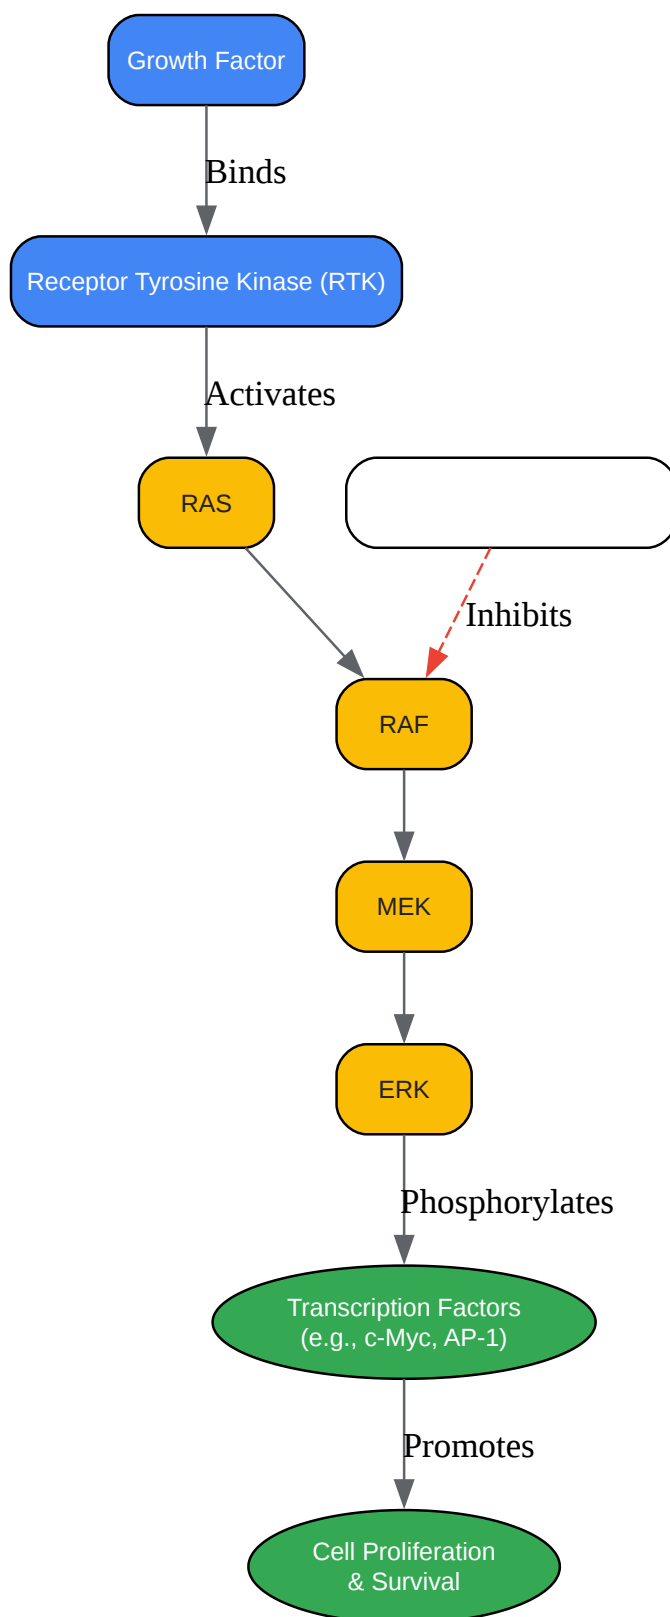 Growth Factor
Binds
Receptor Tyrosine Kinase (RTK)
Activates
RAS
Inhibits
RAF
MEK
ERK
Phosphorylates
Transcription Factors
(e.g., c-Myc, AP-1)
Promotes
Cell Proliferation
& Survival